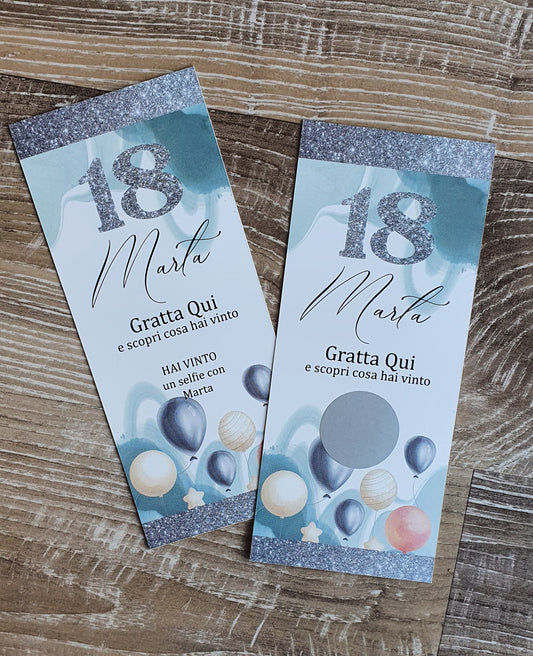 18
Marta
Gratta Qui
e scopri cosa hai vinto
HAI VINTO
un selfie con
Marta
18
Marta
Gratta Qui
e scopri cosa hai vinto